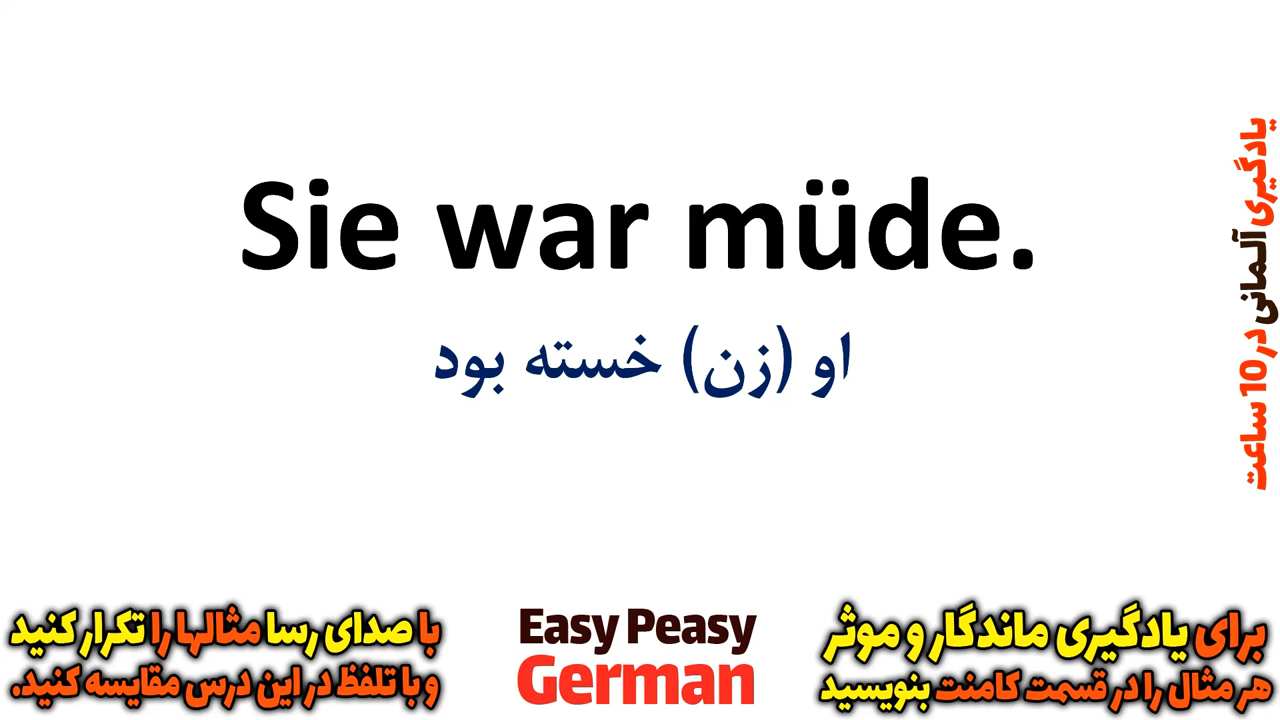 Sie war müde.
او (زن) خسته بود
یادگیری آلمانی در 10 ساعت
با صدای رسا مثالها را تکرار کنید
و با تلفظ در این درس مقایسه کنید.
Easy Peasy
German
برای یادگیری ماندگار و موثر
هر مثال را در قسمت کامنت بنویسید